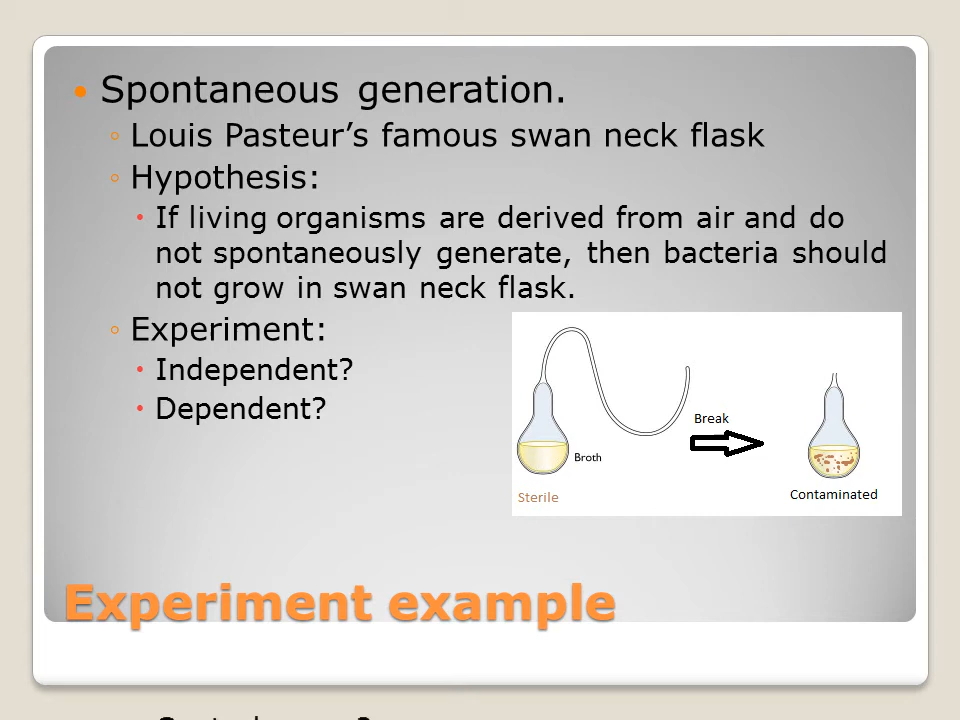 Spontaneous generation.
Louis Pasteur’s famous swan neck flask
Hypothesis:
If living organisms are derived from air and do
not spontaneously generate, then bacteria should
not grow in swan neck flask.
Experiment:
Independent?
Dependent?
Break
Broth
Sterile
Contaminated
Experiment example